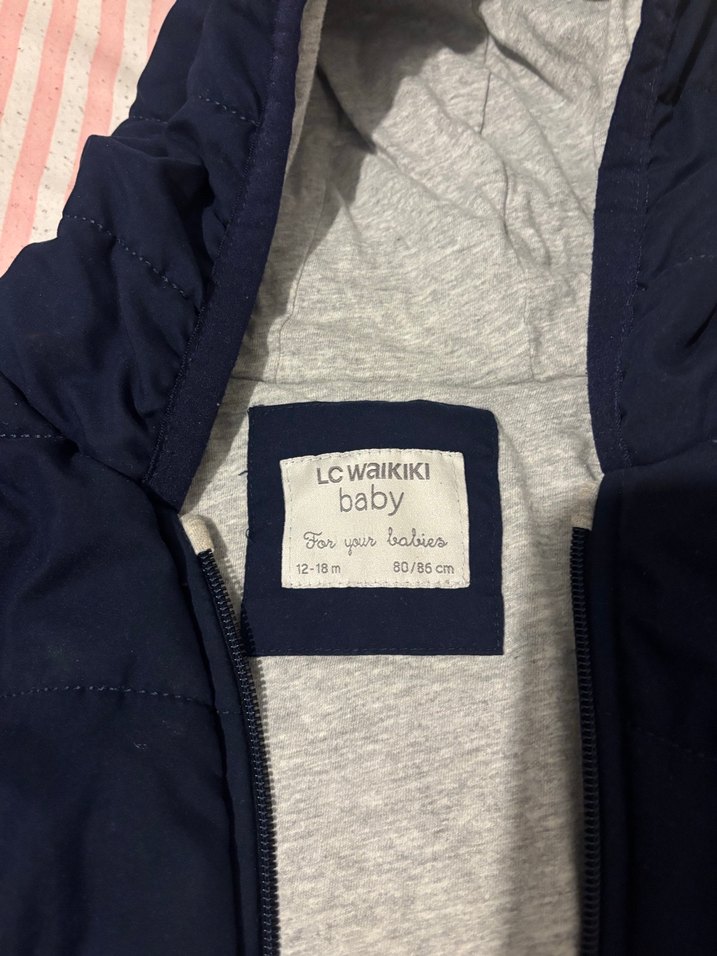 LC WAIKIKI
baby
For your babies
12-18 m 80/86 cm